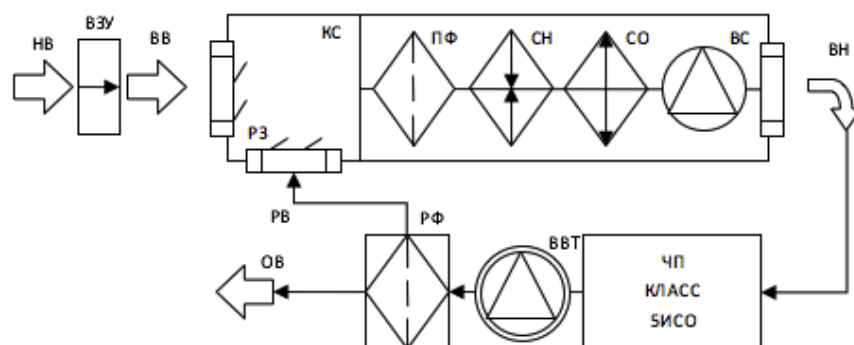 НВ
ВЗУ
ВВ
КС
ПФ
СН
СО
ВС
ВН
РЗ
РВ
РФ
ВВТ
ОВ
ЧП
КЛАСС
5ИСО